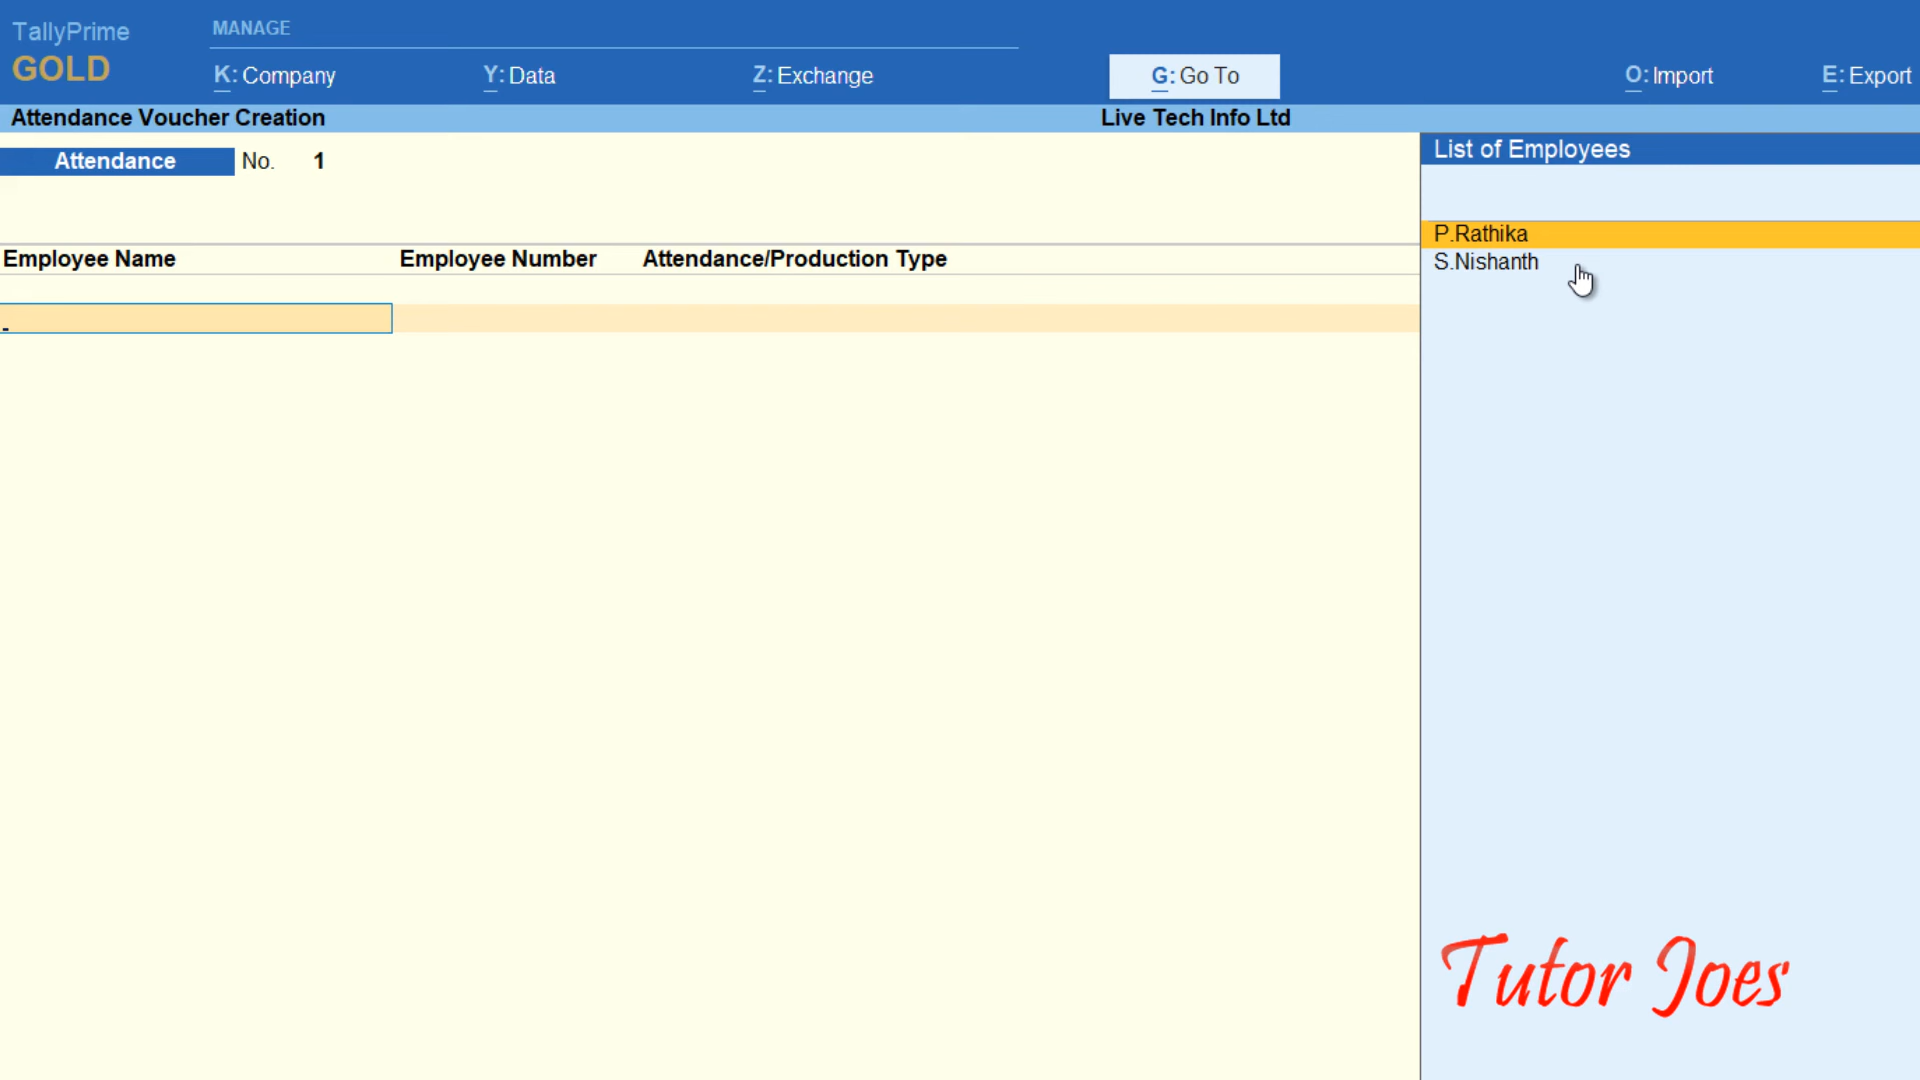 TallyPrime
GOLD
MANAGE
K: Company
Y: Data
Z: Exchange
G: Go To
O: Import
E: Export
Attendance Voucher Creation
Live Tech Info Ltd
Attendance No. 1
Employee Name
Employee Number
Attendance/Production Type
List of Employees
P.Rathika
S.Nishanth
Tutor Joes